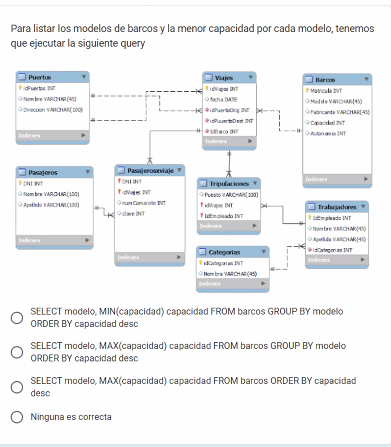 Para listar los modelos de barcos y la menor capacidad por cada modelo, tenemos
que ejecutar la siguiente query
Puertos
idPuertos INT
Nombre VARCHAR(45)
Direccion VARCHAR(100)
Indexes
Viajes
idViajes INT
fecha DATE
idPuertoOrig INT
idPuertoDest INT
IdBarco INT
Indexes
Barcos
Matricula INT
Modelo VARCHAR(45)
Fabricante VARCHAR(45)
Capacidad INT
Autonomia INT
Indexes
Pasajeros
DNI INT
Nombre VARCHAR(100)
Apellido VARCHAR(100)
Indexes
Pasajerosxviaje
DNI INT
idViajes INT
num Camarote INT
clave INT
Indexes
Tripulaciones
Puesto VARCHAR(100)
idViajes INT
IdEmpleado INT
Indexes
Trabajadores
IdEmpleado INT
Nombre VARCHAR(45)
Apellido VARCHAR(45)
idCategorias INT
Indexes
Categorias
idCategorias INT
Nombre VARCHAR(45)
Indexes
SELECT modelo, MIN(capacidad) capacidad FROM barcos GROUP BY modelo
ORDER BY capacidad desc
SELECT modelo, MAX(capacidad) capacidad FROM barcos GROUP BY modelo
ORDER BY capacidad desc
SELECT modelo, MAX(capacidad) capacidad FROM barcos ORDER BY capacidad
desc
Ninguna es correcta